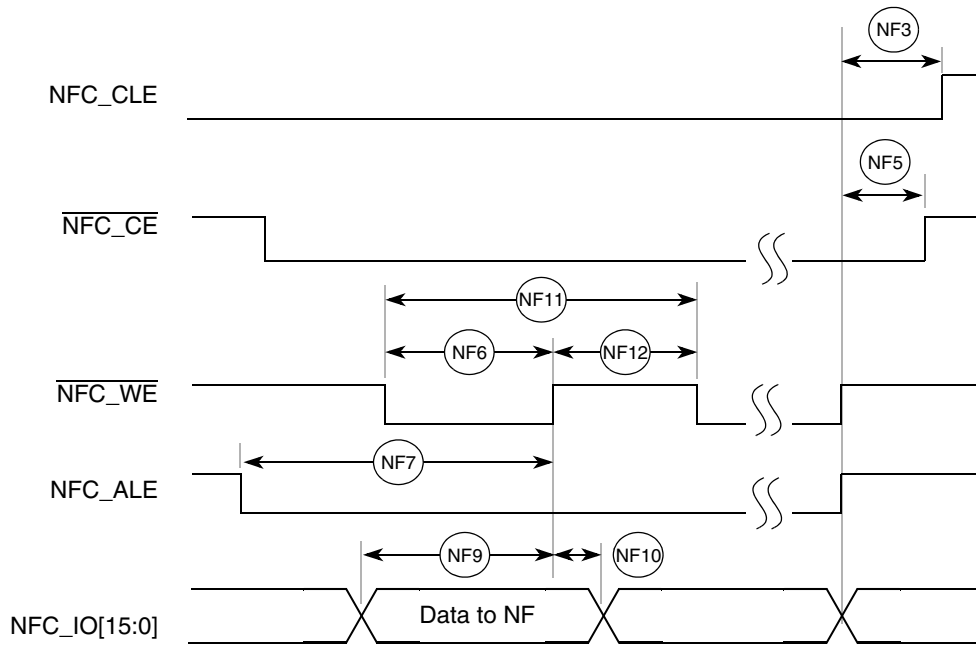 NF3
NFC_CLE
NF5
NFC_CE
NF11
NF6
NF12
NFC_WE
NF7
NFC_ALE
NF9
NF10
Data to NF
NFC_IO[15:0]